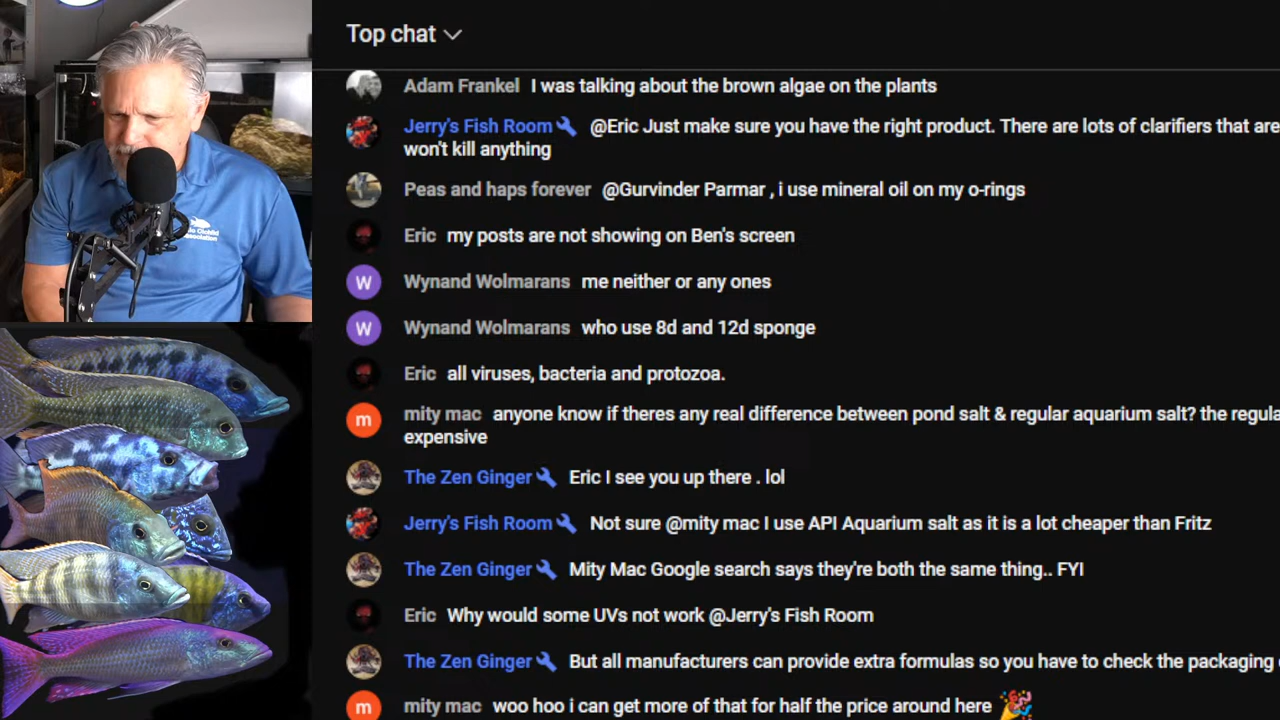 Top chat
Adam Frankel I was talking about the brown algae on the plants
Jerry's Fish Room @Eric Just make sure you have the right product. There are lots of clarifiers that are
won't kill anything
Peas and haps forever @Gurvinder Parmar , i use mineral oil on my o-rings
Eric my posts are not showing on Ben's screen
W Wynand Wolmarans me neither or any ones
W Wynand Wolmarans who use 8d and 12d sponge
Eric all viruses, bacteria and protozoa.
m mity mac anyone know if theres any real difference between pond salt & regular aquarium salt? the
expensive
The Zen Ginger Eric I see you up there . lol
Jerry's Fish Room Not sure @mity mac I use API Aquarium salt as it is a lot cheaper than Fritz
The Zen Ginger Mity Mac Google search says they're both the same thing.. FYI
Eric Why would some UVs not work @Jerry's Fish Room
The Zen Ginger But all manufacturers can provide extra formulas so you have to check the packaging
m mity mac woo hoo i can get more of that for half the price around here